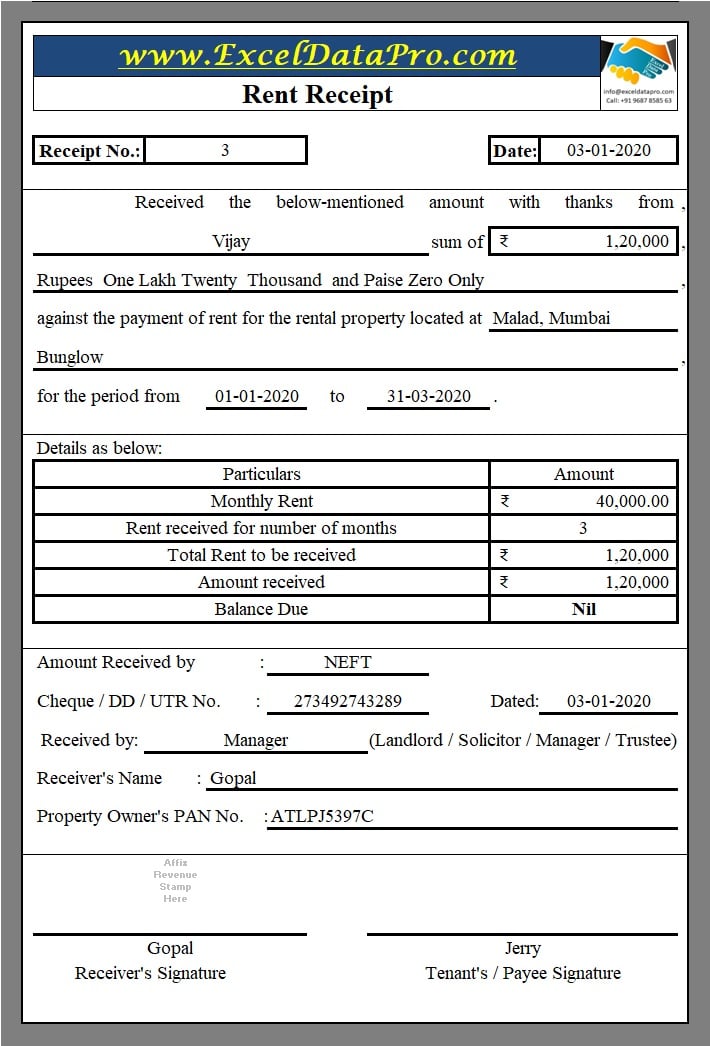 www.ExcelDataPro.com
Rent Receipt
Excel Data Pro
info@exceldatapro.com
Call: +91 9687 8585 63
Receipt No.: 3 Date: 03-01-2020
Received the below-mentioned amount with thanks from ,
Vijay sum of ₹ 1,20,000 ,
Rupees One Lakh Twenty Thousand and Paise Zero Only ,
against the payment of rent for the rental property located at Malad, Mumbai
Bunglow ,
for the period from 01-01-2020 to 31-03-2020 .
Details as below:
Particulars Amount
Monthly Rent ₹ 40,000.00
Rent received for number of months 3
Total Rent to be received ₹ 1,20,000
Amount received ₹ 1,20,000
Balance Due Nil
Amount Received by : NEFT
Cheque / DD / UTR No. : 273492743289 Dated: 03-01-2020
Received by: Manager (Landlord / Solicitor / Manager / Trustee)
Receiver's Name : Gopal
Property Owner's PAN No. : ATLPJ5397C
Affix
Revenue
Stamp
Here
Gopal Jerry
Receiver's Signature Tenant's / Payee Signature